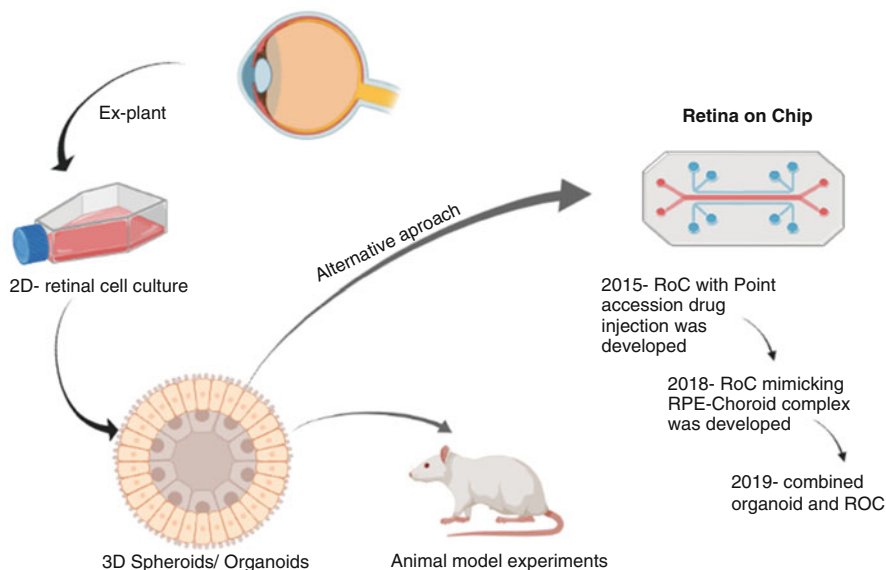 Ex-plant
2D- retinal cell culture
3D Spheroids/ Organoids
Alternative aproach
Animal model experiments
Retina on Chip
2015- RoC with Point
accession drug
injection was
developed
2018- RoC mimicking
RPE-Choroid complex
was developed
2019- combined
organoid and ROC